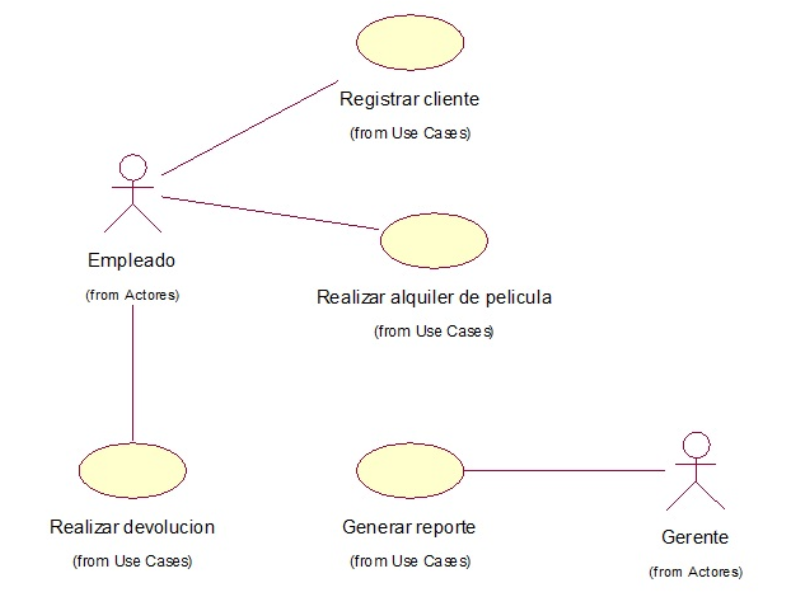 Registrar cliente
(from Use Cases)
Empleado
(from Actores)
Realizar alquiler de pelicula
(from Use Cases)
Realizar devolucion
(from Use Cases)
Generar reporte
(from Use Cases)
Gerente
(from Actores)